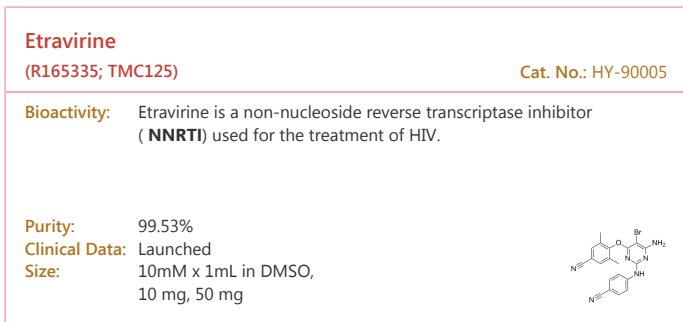 Etravirine
(R165335; TMC125) Cat. No.: HY-90005
Bioactivity: Etravirine is a non-nucleoside reverse transcriptase inhibitor
( NNRTI) used for the treatment of HIV.
Purity: 99.53%
Clinical Data: Launched
Size: 10mM x 1mL in DMSO,
10 mg, 50 mg
Br
O NH₂
N N
N NH
N